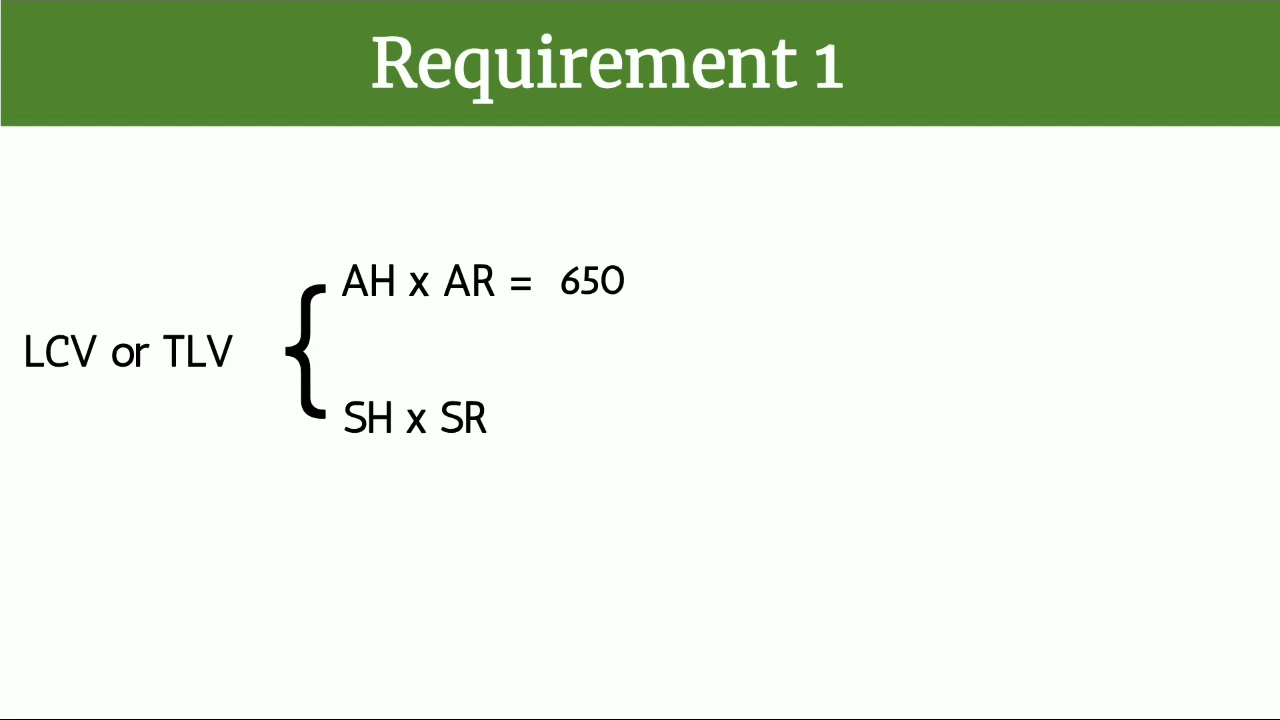 Requirement 1
AH x AR = 650
LCV or TLV {
SH x SR